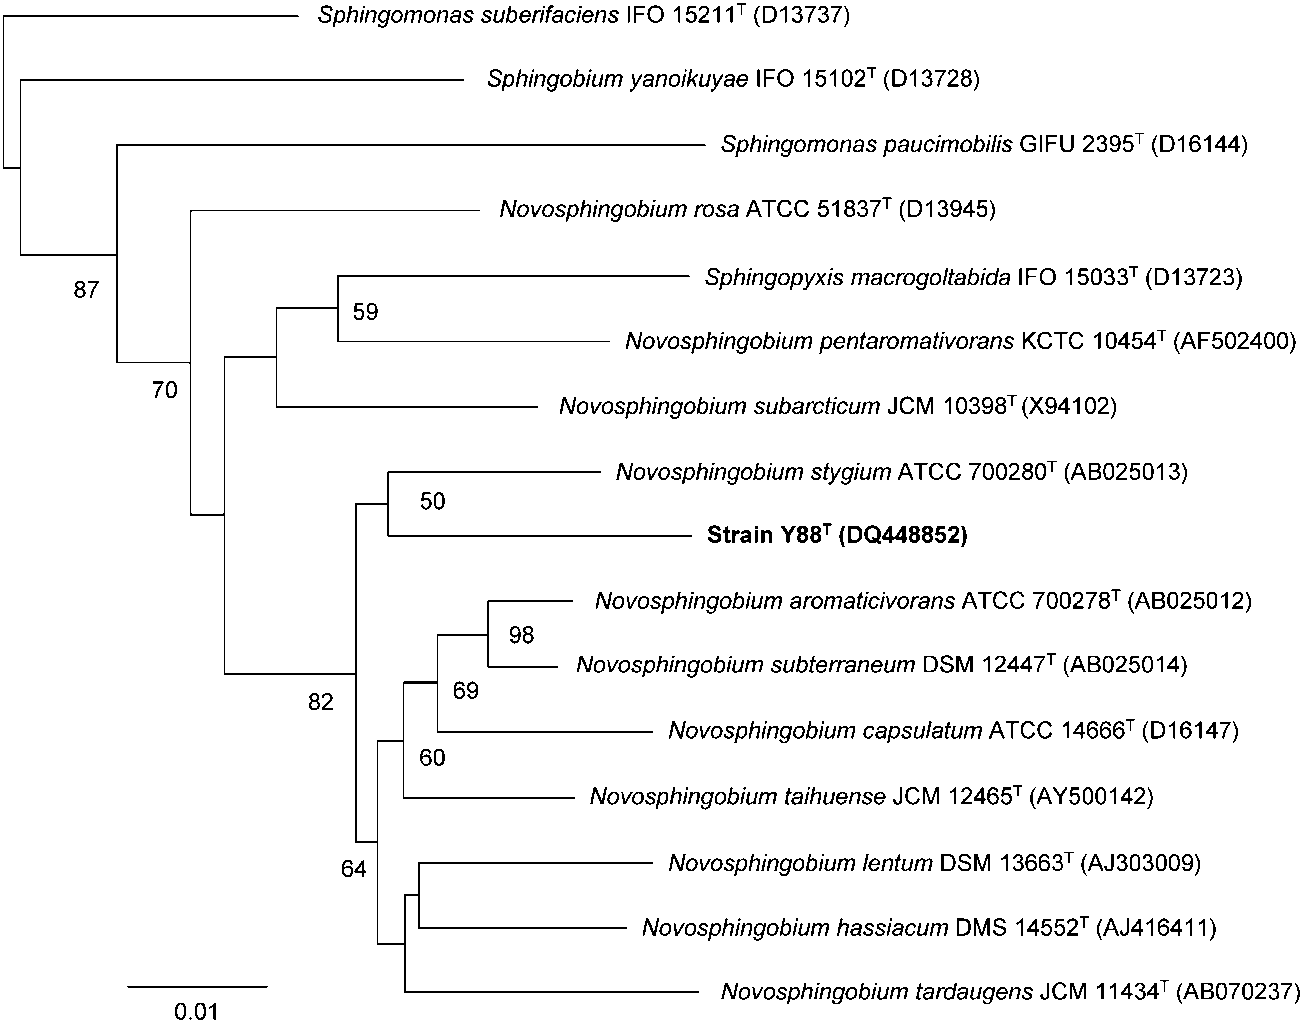 Sphingomonas suberifaciens IFO 15211ᵀ (D13737)
Sphingobium yanoikuyae IFO 15102ᵀ (D13728)
Sphingomonas paucimobilis GIFU 2395ᵀ (D16144)
Novosphingobium rosa ATCC 51837ᵀ (D13945)
Sphingopyxis macrogoltabida IFO 15033ᵀ (D13723)
87
59
Novosphingobium pentaromativorans KCTC 10454ᵀ (AF502400)
70
Novosphingobium subarcticum JCM 10398ᵀ (X94102)
Novosphingobium stygium ATCC 700280ᵀ (AB025013)
50
Strain Y88ᵀ (DQ448852)
Novosphingobium aromaticivorans ATCC 700278ᵀ (AB025012)
98
Novosphingobium subterraneum DSM 12447ᵀ (AB025014)
69
82
Novosphingobium capsulatum ATCC 14666ᵀ (D16147)
60
Novosphingobium taihuense JCM 12465ᵀ (AY500142)
64
Novosphingobium lentum DSM 13663ᵀ (AJ303009)
Novosphingobium hassiacum DMS 14552ᵀ (AJ416411)
Novosphingobium tardaugens JCM 11434ᵀ (AB070237)
0.01